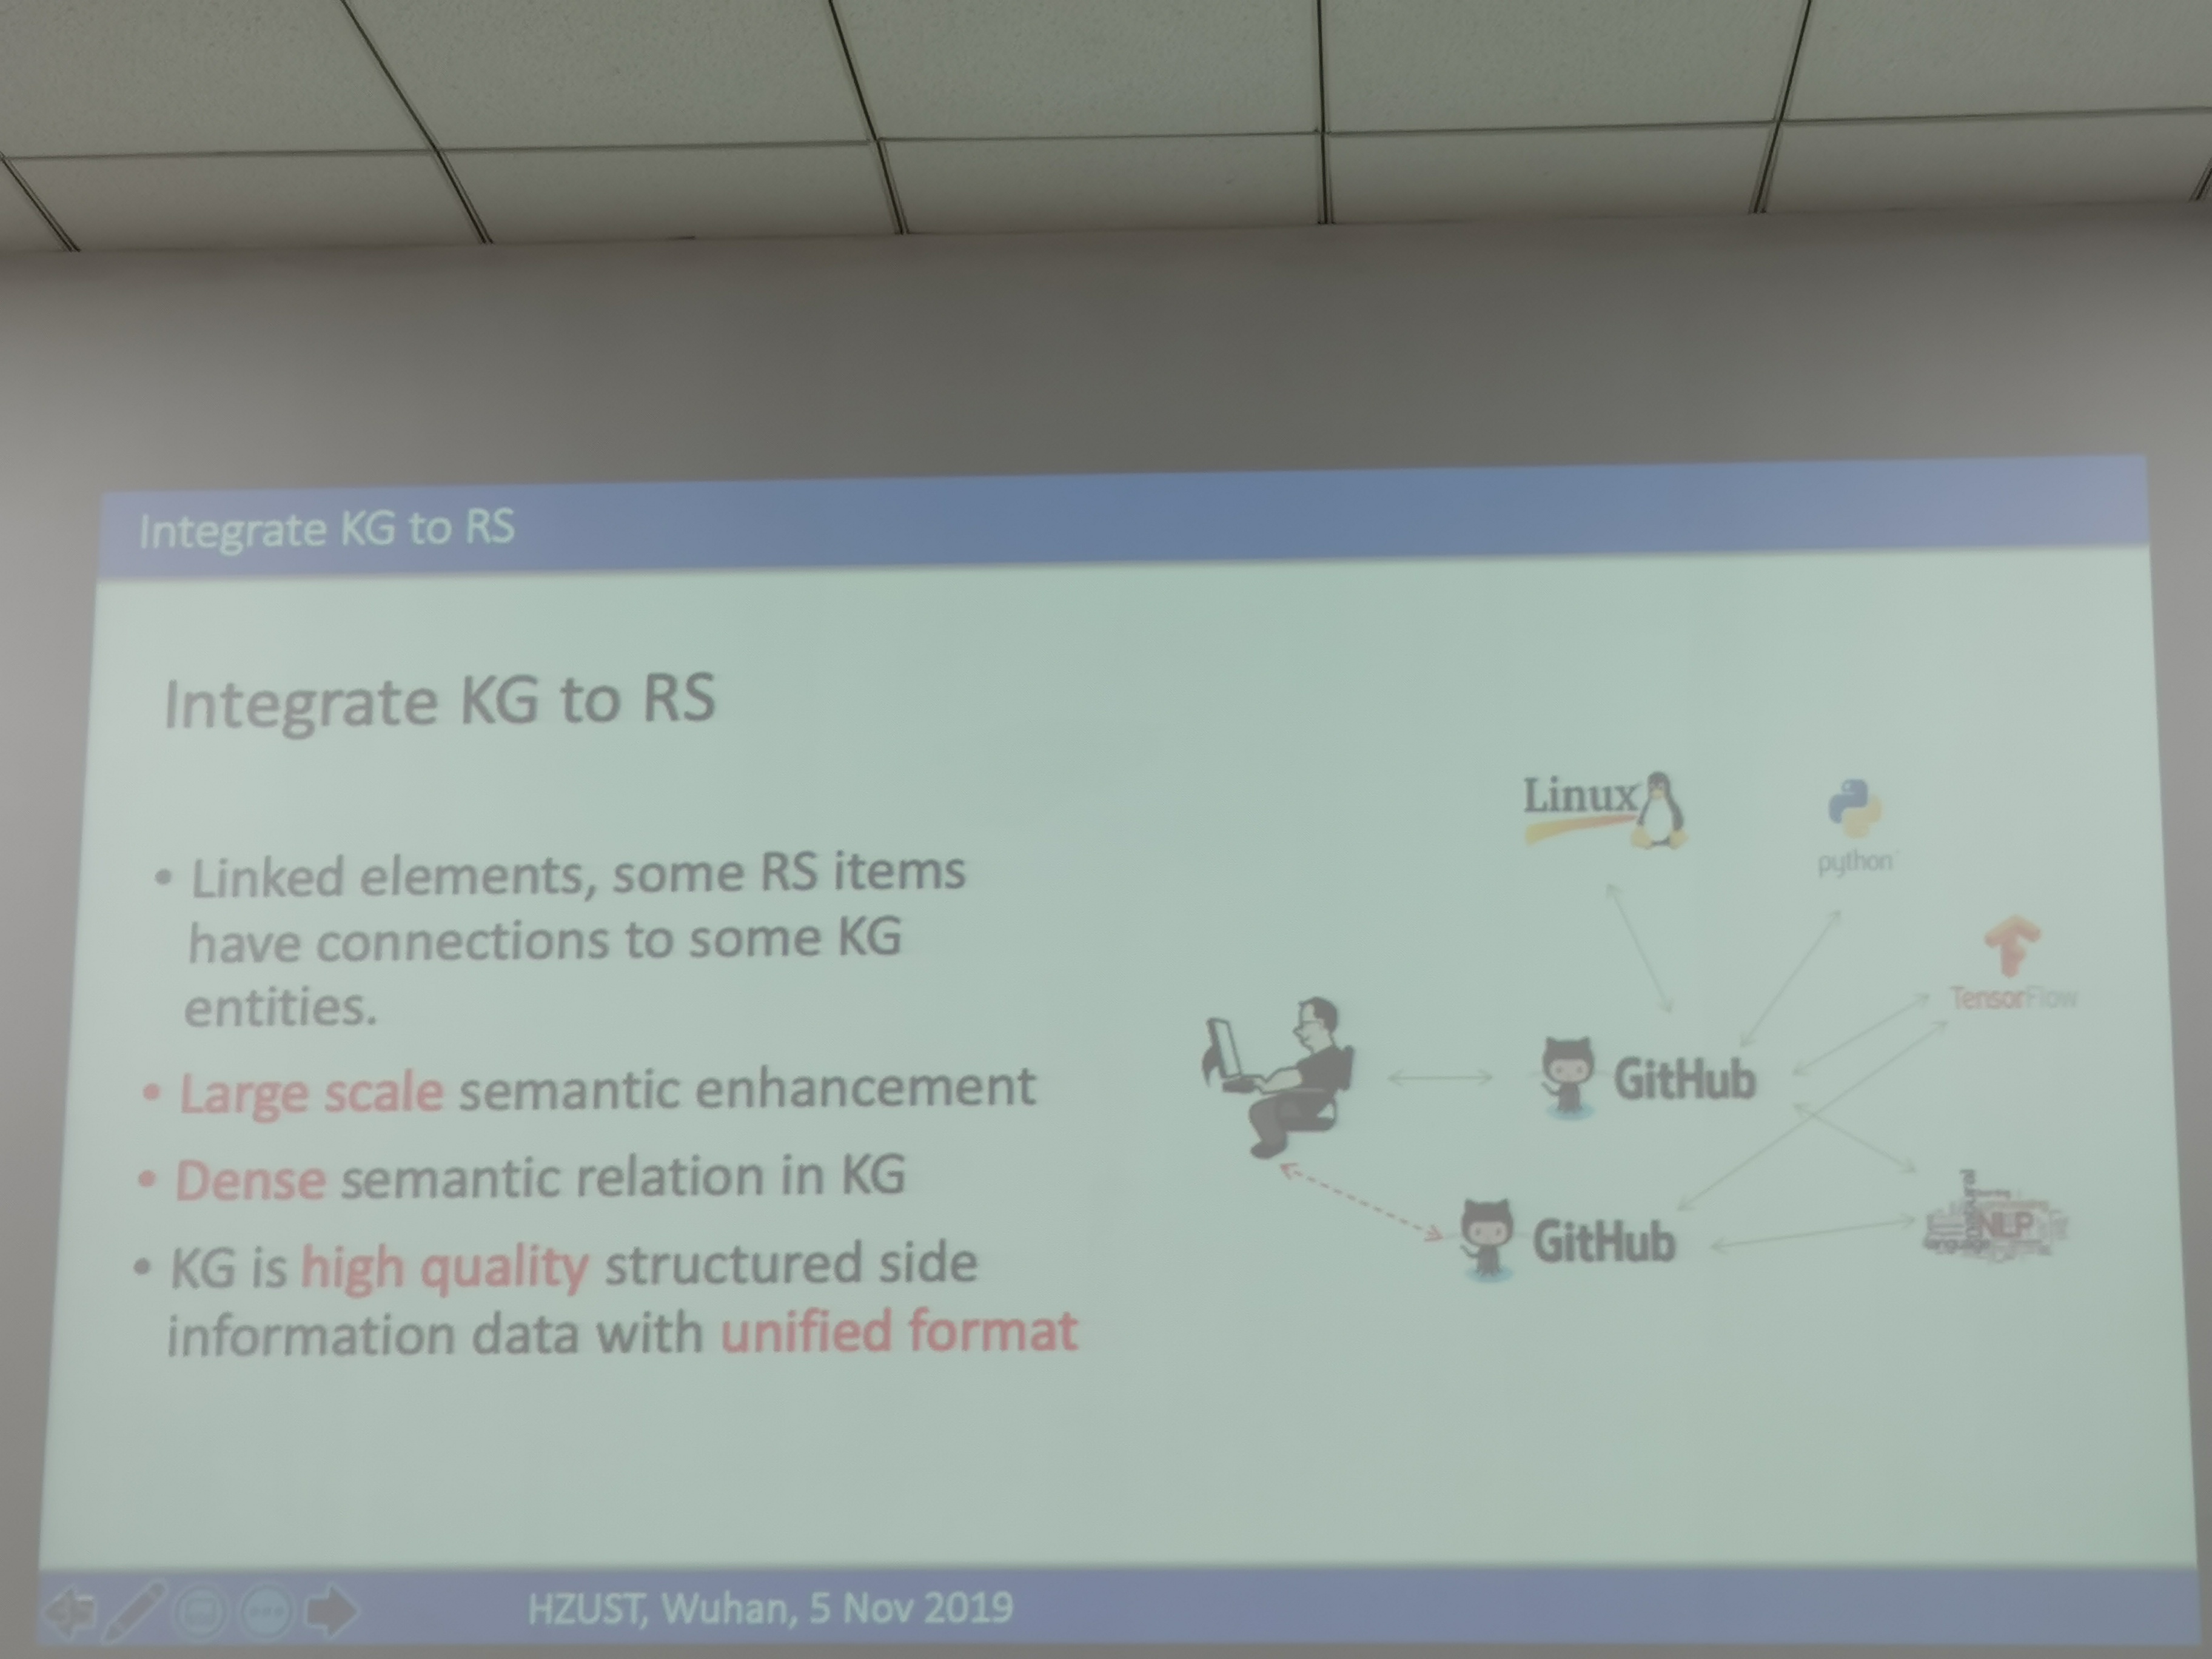 Integrate KG to RS
Integrate KG to RS
• Linked elements, some RS items
have connections to some KG
entities.
• Large scale semantic enhancement
• Dense semantic relation in KG
• KG is high quality structured side
information data with unified format
Linux
python
TensorFlow
GitHub
GitHub
NLP
language
HZUST, Wuhan, 5 Nov 2019